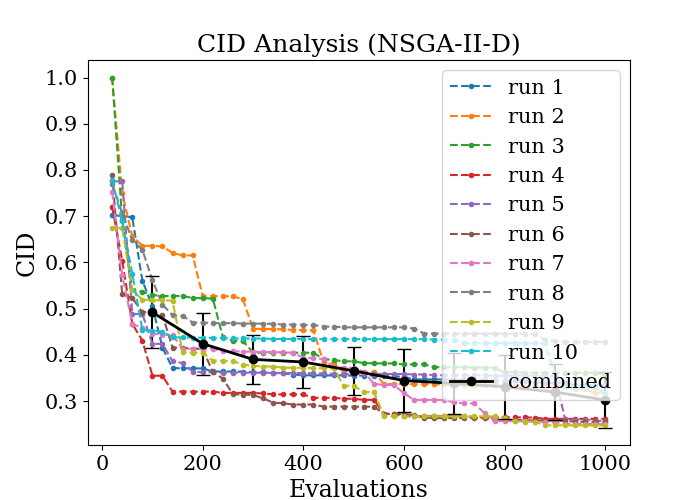 CID Analysis (NSGA-II-D)
CID
1.0
0.9
0.8
0.7
0.6
0.5
0.4
0.3
run 1
run 2
run 3
run 4
run 5
run 6
run 7
run 8
run 9
run 10
combined
0 200 400 600 800 1000
Evaluations